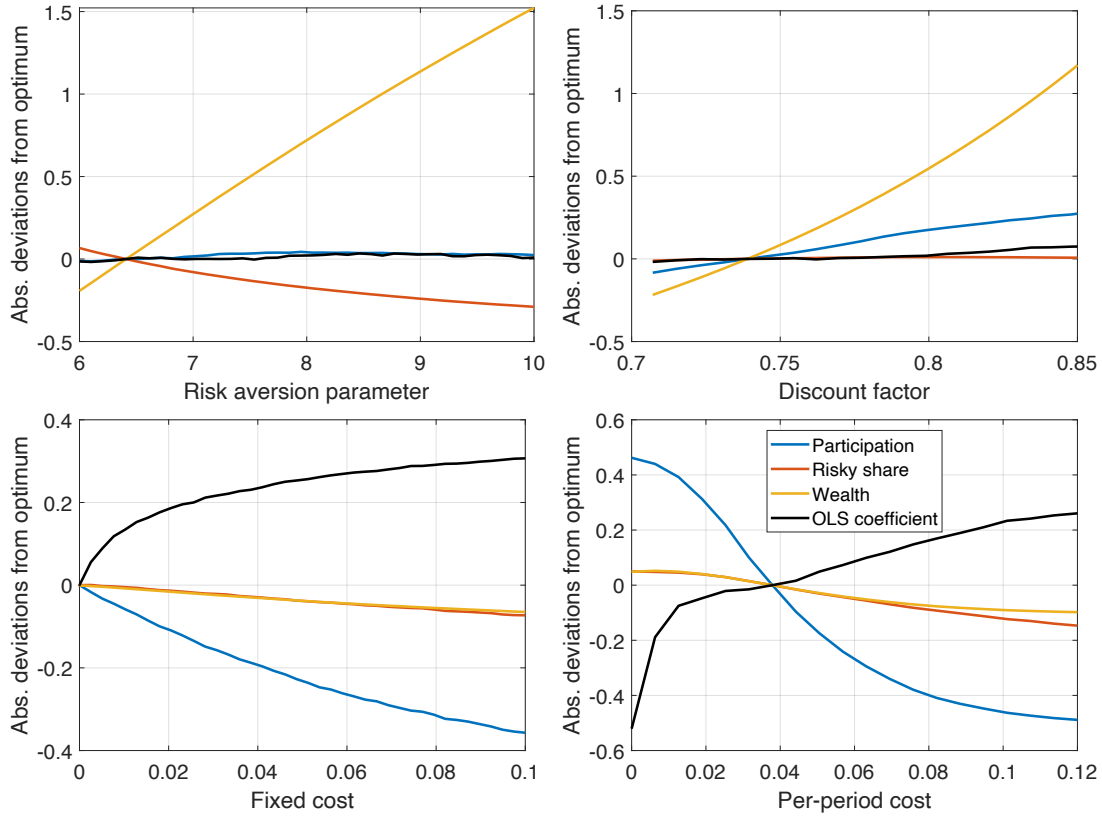 1.5
1
0.5
0
-0.5
6 7 8 9 10
Abs. deviations from optimum
Risk aversion parameter
1.5
1
0.5
0
-0.5
0.7 0.75 0.8 0.85
Abs. deviations from optimum
Discount factor
0.4
0.2
0
-0.2
-0.4
0 0.02 0.04 0.06 0.08 0.1
Abs. deviations from optimum
Fixed cost
0.6
0.4
0.2
0
-0.2
-0.4
-0.6
0 0.02 0.04 0.06 0.08 0.1 0.12
Abs. deviations from optimum
Per-period cost
Participation
Risky share
Wealth
OLS coefficient